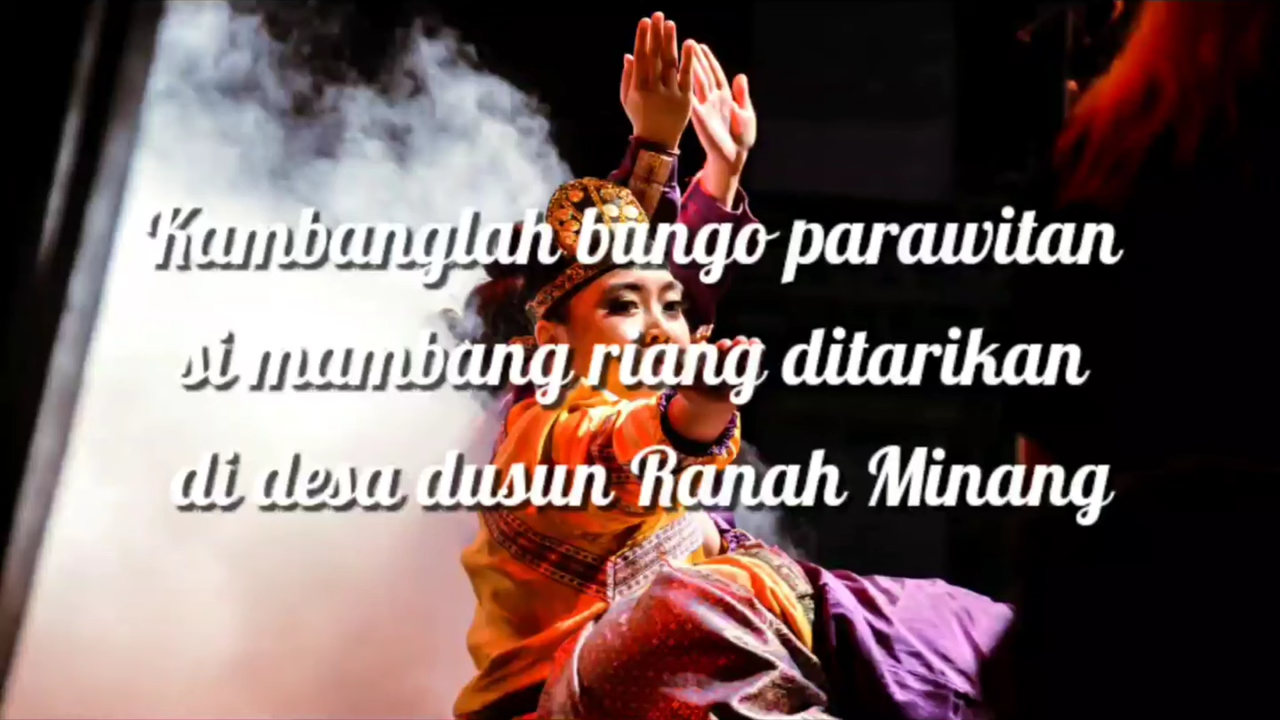 Kambanglah bungo parawitan
si mambang riang ditarikan
di desa dusun Ranah Minang